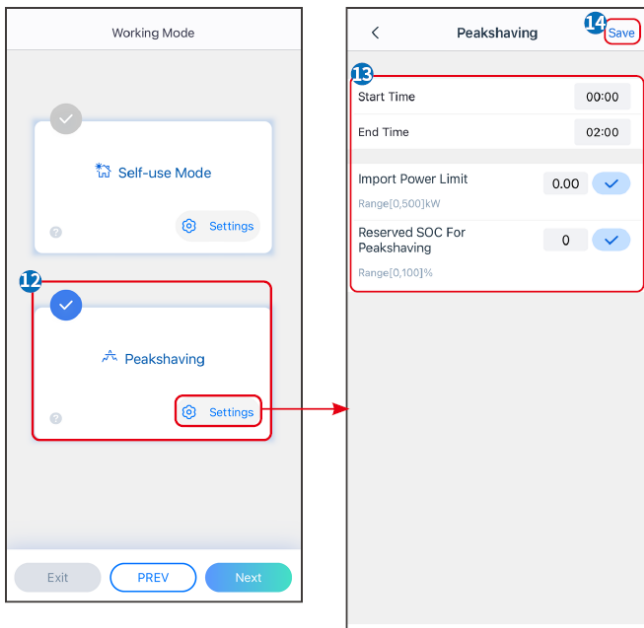 Working Mode
Self-use Mode
?
Settings
12
Peakshaving
?
Settings
Exit
PREV
Next
Peakshaving
14
Save
13
Start Time
00:00
End Time
02:00
Import Power Limit
0.00
Range[0,500]kW
Reserved SOC For
Peakshaving
0
Range[0,100]%